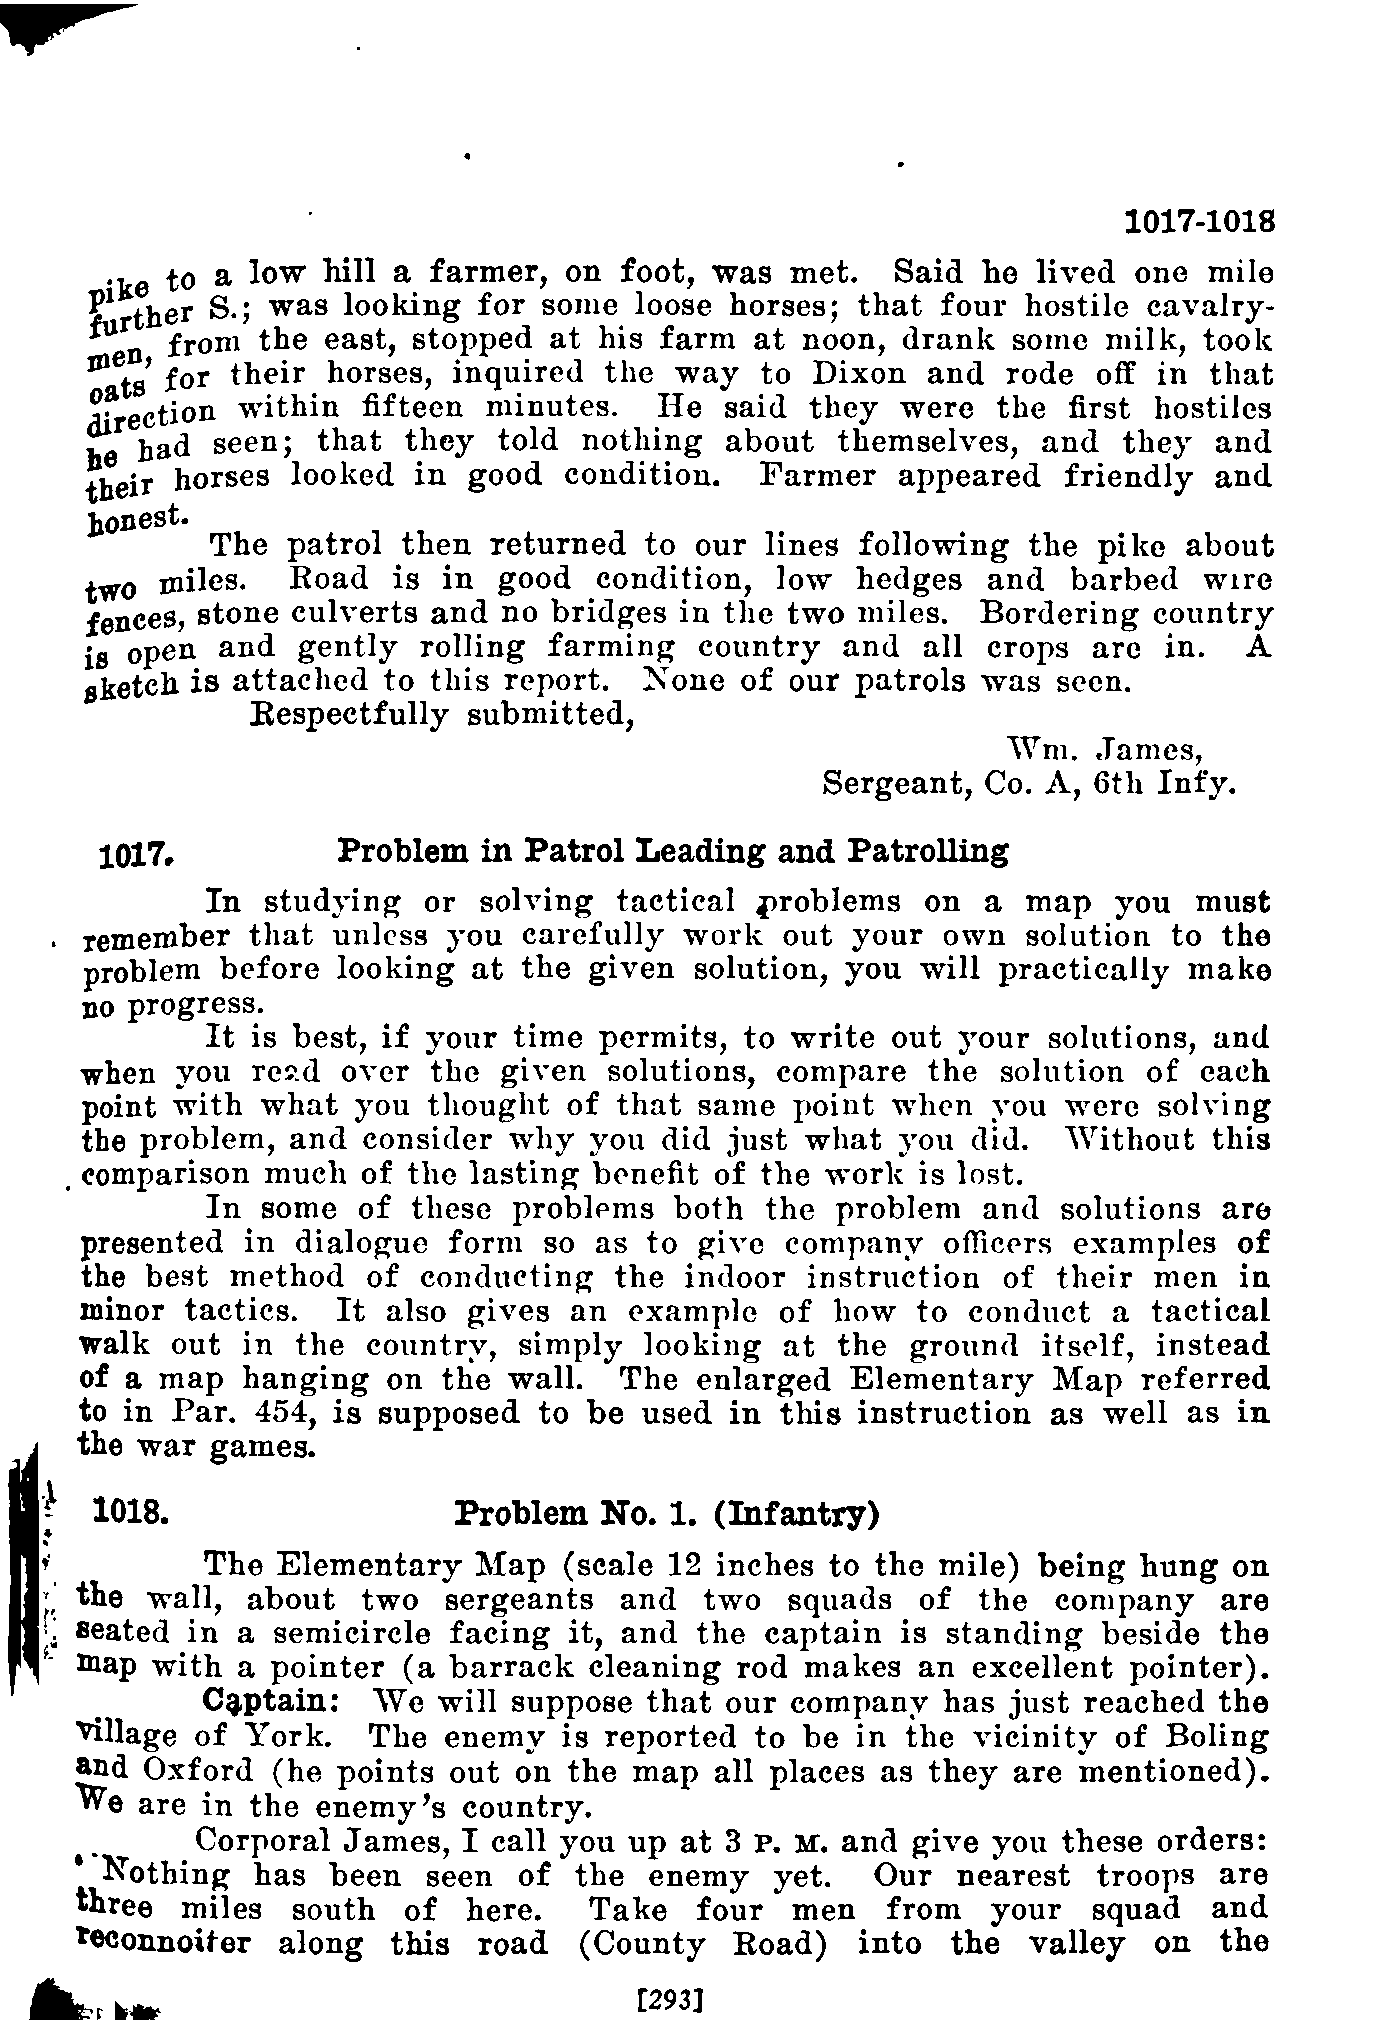 1017-1018
pike to a low hill a farmer, on foot, was met. Said he lived one mile
further S.; was looking for some loose horses; that four hostile cavalry-
men, from the east, stopped at his farm at noon, drank some milk, took
oats for their horses, inquired the way to Dixon and rode off in that
direction within fifteen minutes. He said they were the first hostiles
he had seen; that they told nothing about themselves, and they and
their horses looked in good condition. Farmer appeared friendly and
honest.
The patrol then returned to our lines following the pike about
two miles. Road is in good condition, low hedges and barbed wire
fences, stone culverts and no bridges in the two miles. Bordering country
is open and gently rolling farming country and all crops are in. A
sketch is attached to this report. None of our patrols was seen.
Respectfully submitted,
Wm. James,
Sergeant, Co. A, 6th Infy.
1017. Problem in Patrol Leading and Patrolling
In studying or solving tactical problems on a map you must
remember that unless you carefully work out your own solution to the
problem before looking at the given solution, you will practically make
no progress.
It is best, if your time permits, to write out your solutions, and
when you read over the given solutions, compare the solution of each
point with what you thought of that same point when you were solving
the problem, and consider why you did just what you did. Without this
comparison much of the lasting benefit of the work is lost.
In some of these problems both the problem and solutions are
presented in dialogue form so as to give company officers examples of
the best method of conducting the indoor instruction of their men in
minor tactics. It also gives an example of how to conduct a tactical
walk out in the country, simply looking at the ground itself, instead
of a map hanging on the wall. The enlarged Elementary Map referred
to in Par. 454, is supposed to be used in this instruction as well as in
the war games.
1018. Problem No. 1. (Infantry)
The Elementary Map (scale 12 inches to the mile) being hung on
the wall, about two sergeants and two squads of the company are
seated in a semicircle facing it, and the captain is standing beside the
map with a pointer (a barrack cleaning rod makes an excellent pointer).
Captain: We will suppose that our company has just reached the
village of York. The enemy is reported to be in the vicinity of Boling
and Oxford (he points out on the map all places as they are mentioned).
We are in the enemy's country.
Corporal James, I call you up at 3 P. M. and give you these orders:
"Nothing has been seen of the enemy yet. Our nearest troops are
three miles south of here. Take four men from your squad and
reconnoiter along this road (County Road) into the valley on the
[293]